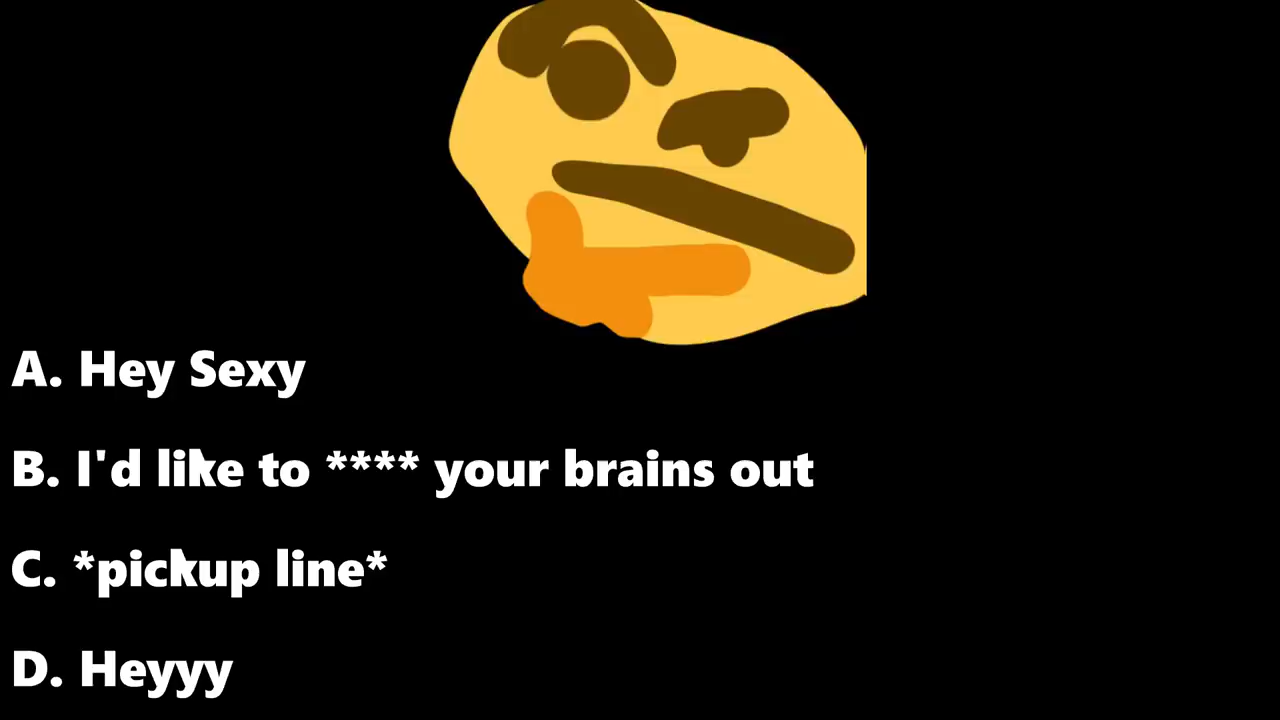 A. Hey Sexy
B. I'd like to **** your brains out
C. *pickup line*
D. Heyyy